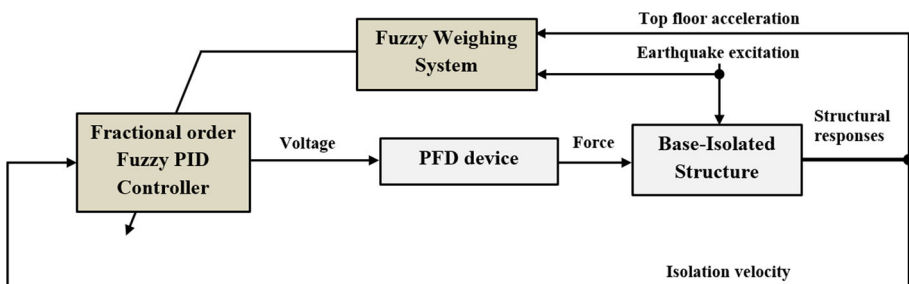 Top floor acceleration
Fuzzy Weighing
System
Earthquake excitation
Fractional order
Fuzzy PID
Controller
Voltage
PFD device
Force
Base-Isolated
Structure
Structural
responses
Isolation velocity